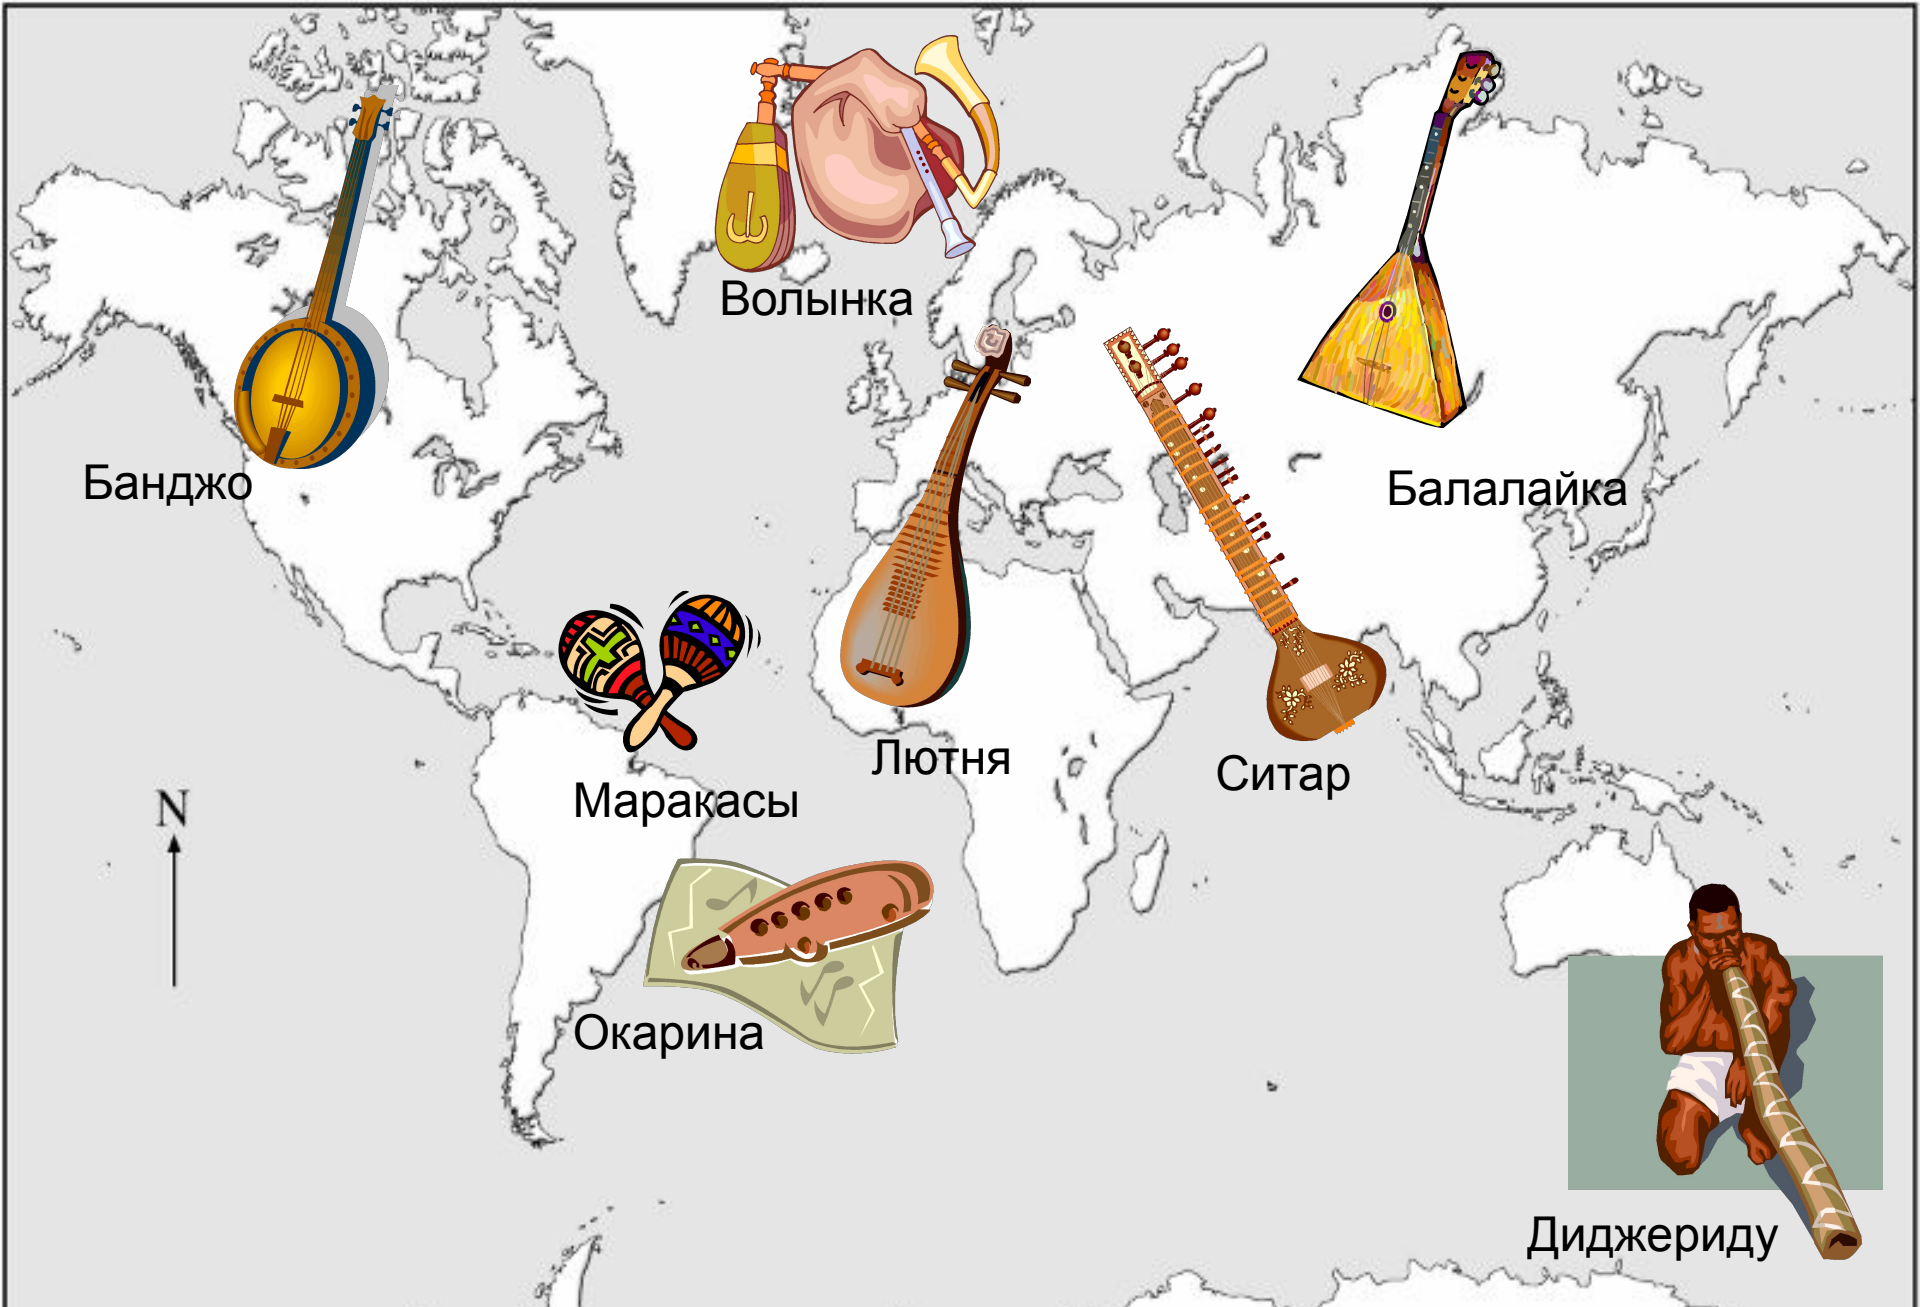 Волынка
Банджо
Балалайка
Лютня
Ситар
Маракасы
N
Окарина
Диджериду